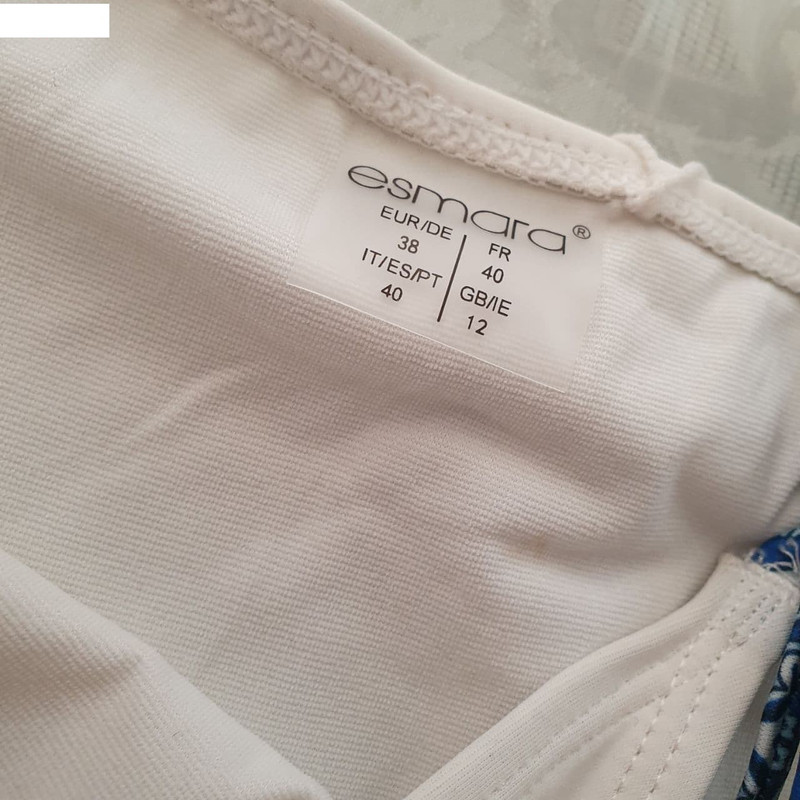 esmara®
EUR/DE
38
IT/ES/PT
40
FR
40
GB/IE
12